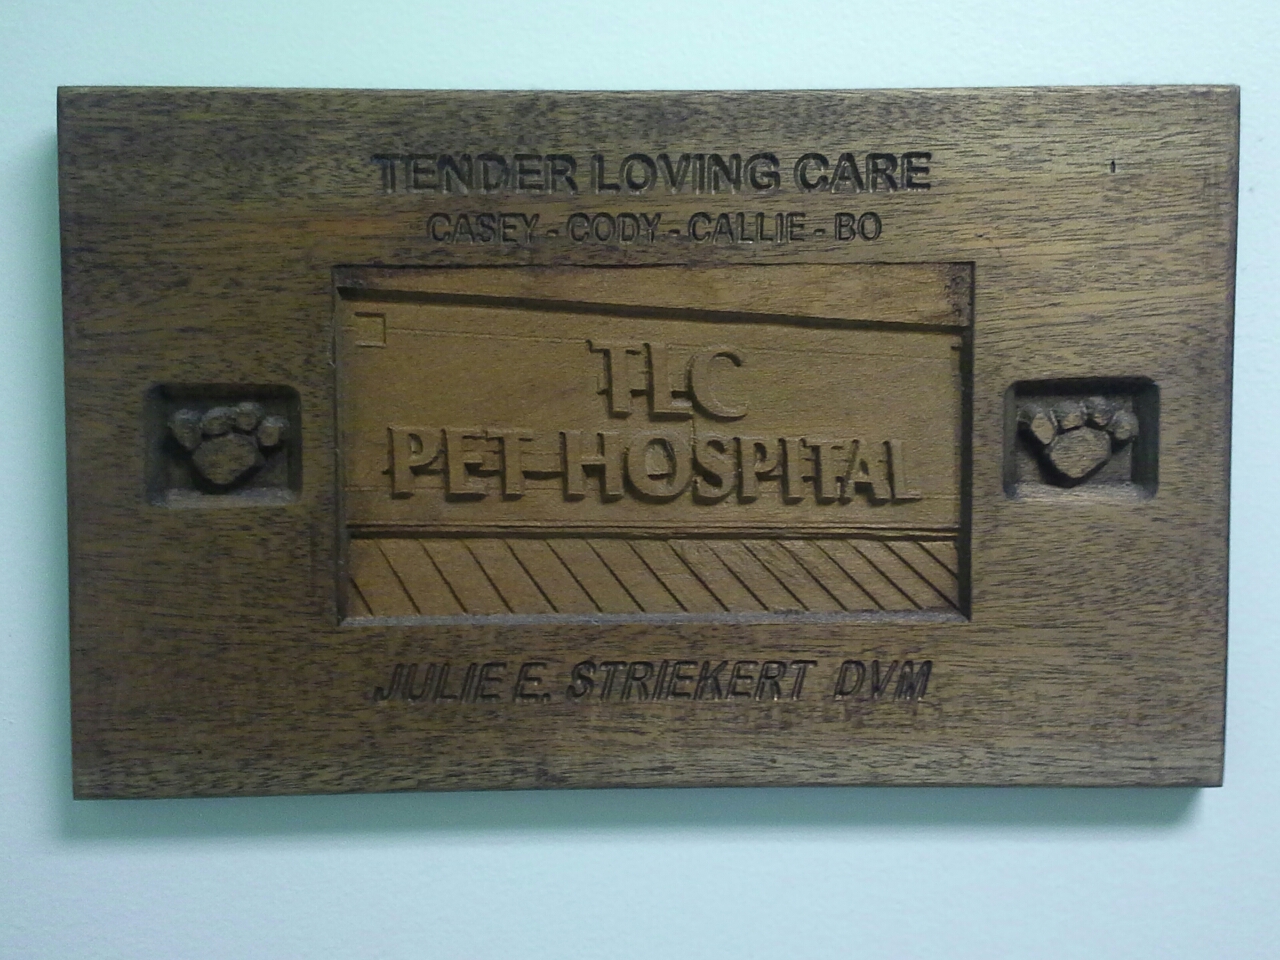 TENDER LOVING CARE
CASEY - CODY - CALLIE - BO
TLC
PET HOSPITAL
JULIE E. STRIEKERT DVM